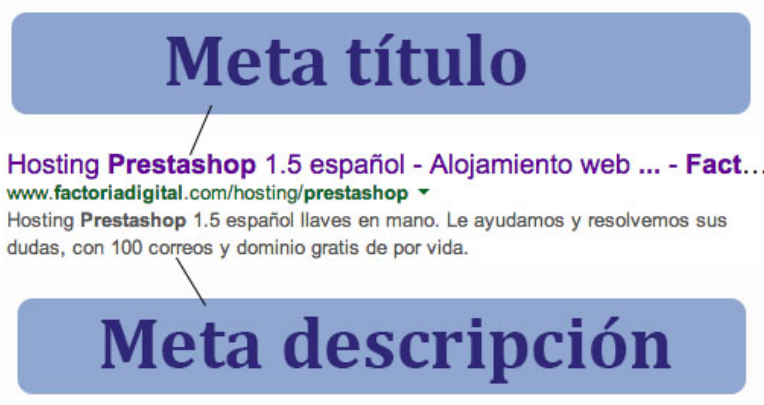 Meta título
Hosting Prestashop 1.5 español - Alojamiento web ... - Fact...
www.factoriadigital.com/hosting/prestashop
Hosting Prestashop 1.5 español llaves en mano. Le ayudamos y resolvemos sus
dudas, con 100 correos y dominio gratis de por vida.
Meta descripción